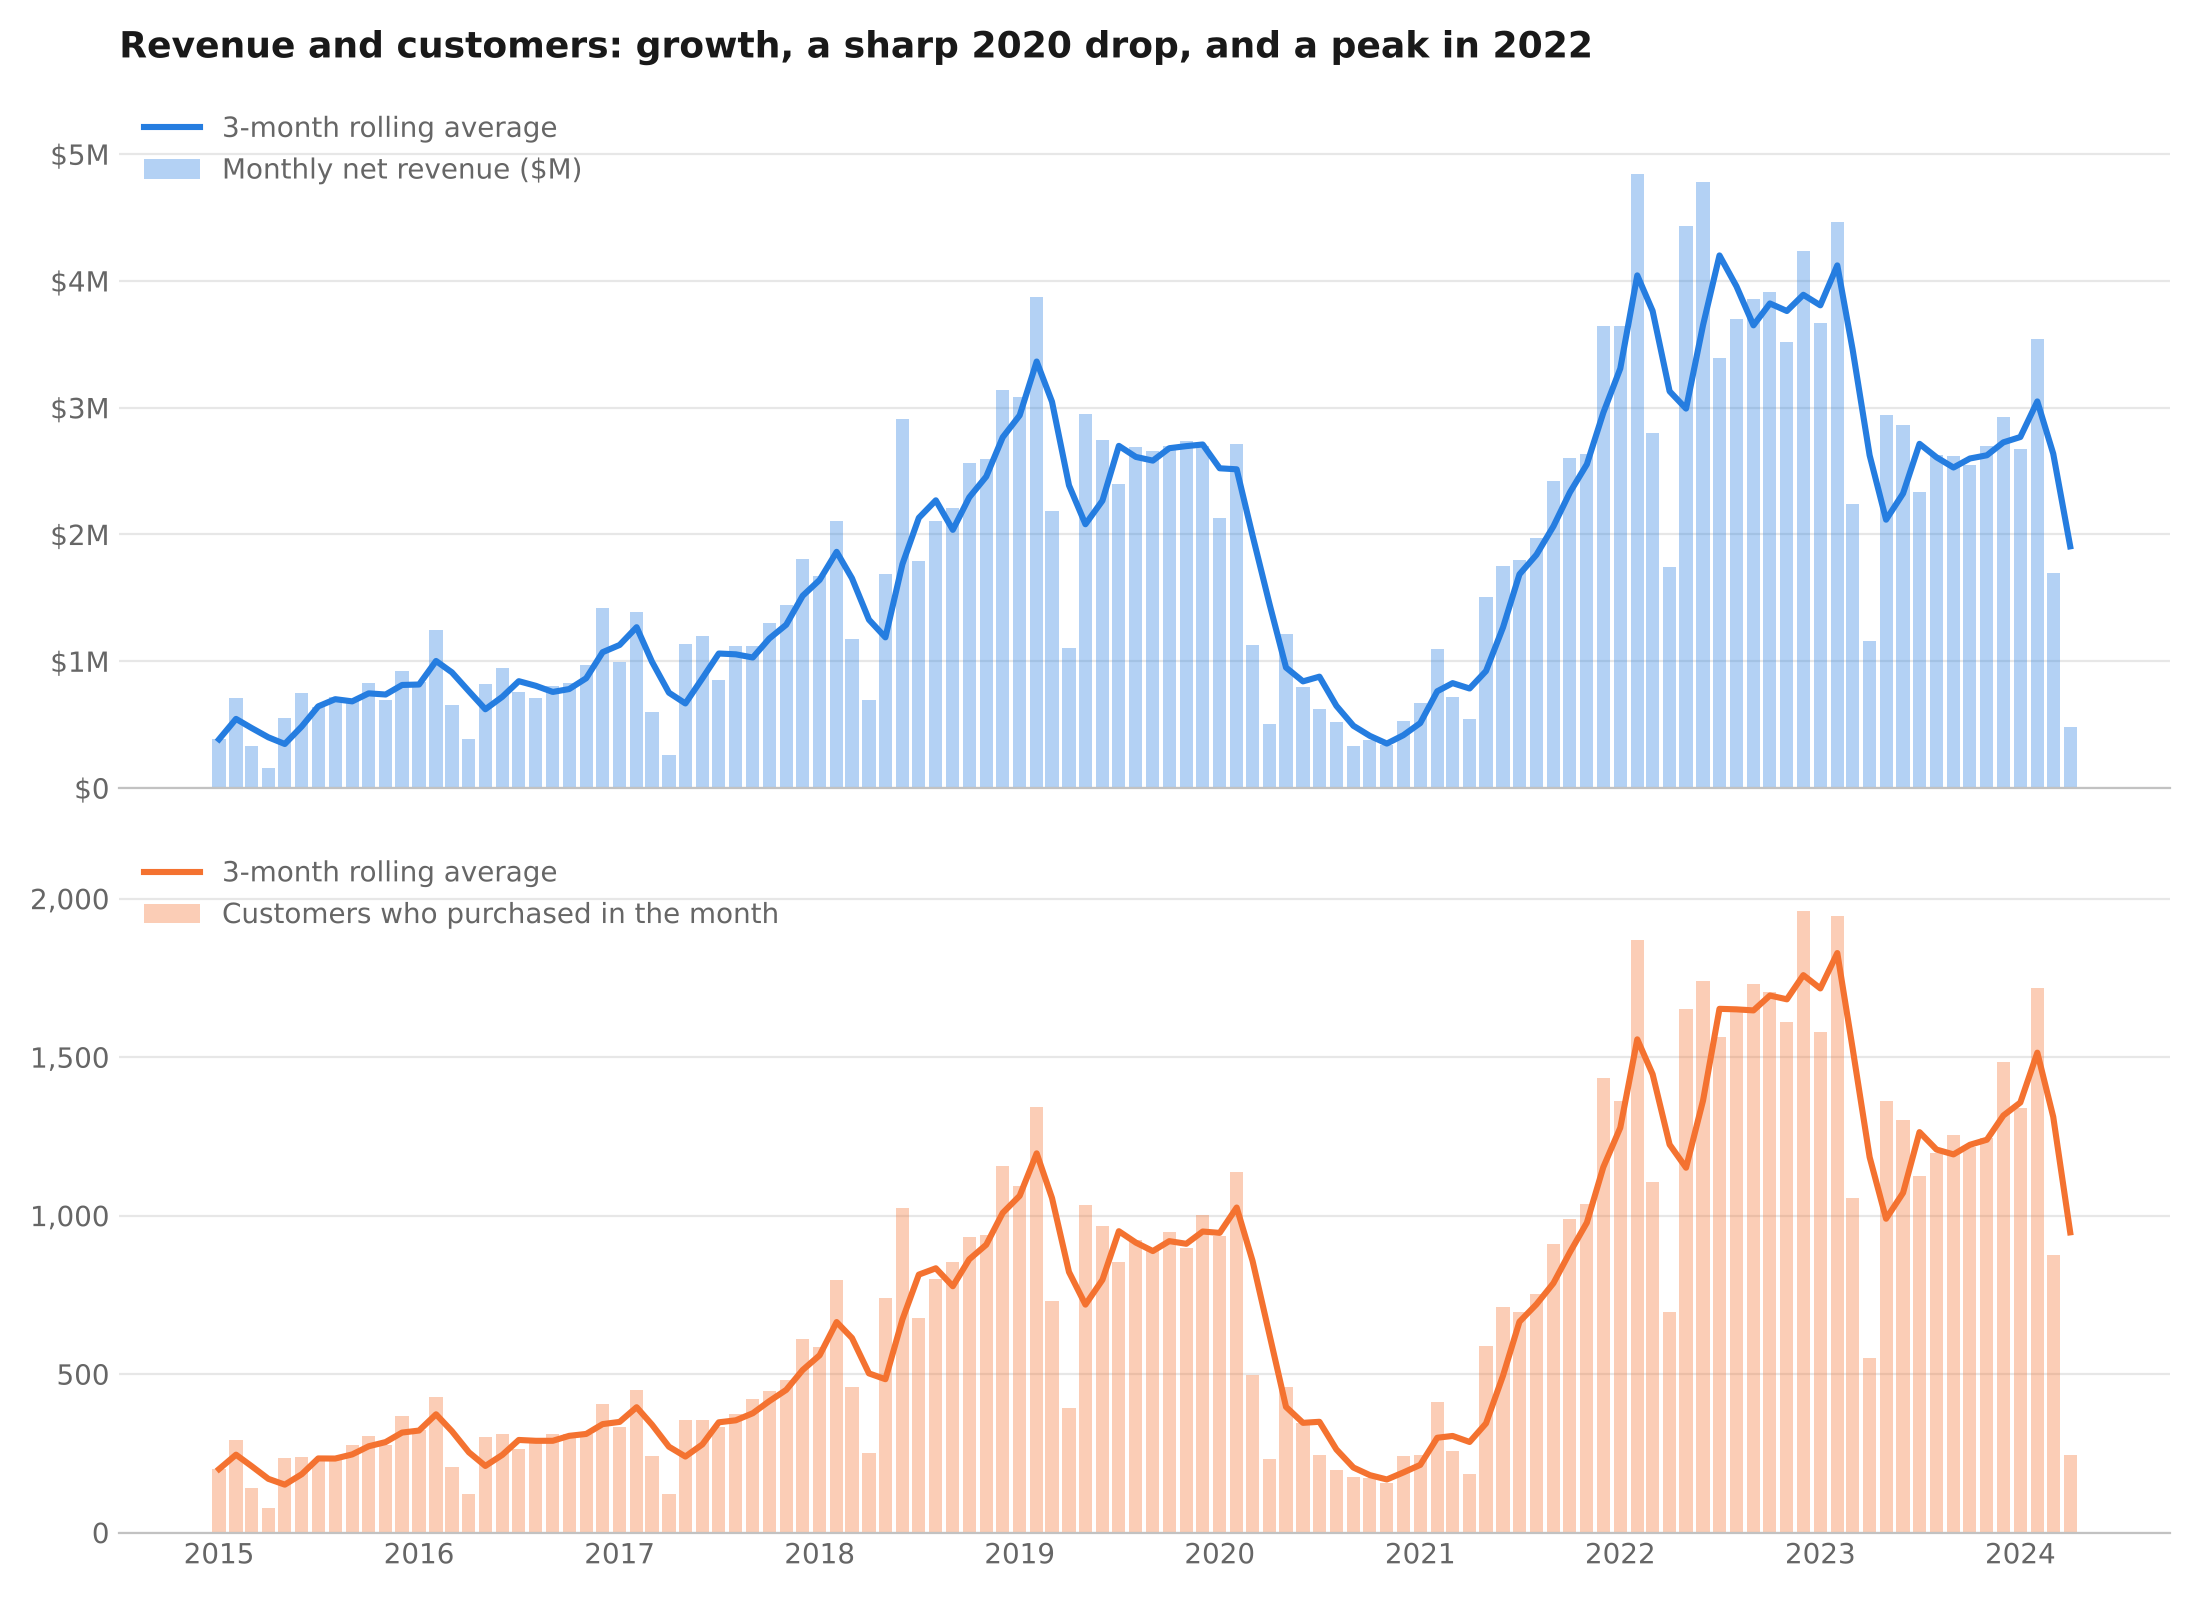 Revenue and customers: growth, a sharp 2020 drop, and a peak in 2022
3-month rolling average
Monthly net revenue ($M)
$5M
$4M
$3M
$2M
$1M
$0
3-month rolling average
Customers who purchased in the month
2,000
1,500
1,000
500
0
2015 2016 2017 2018 2019 2020 2021 2022 2023 2024